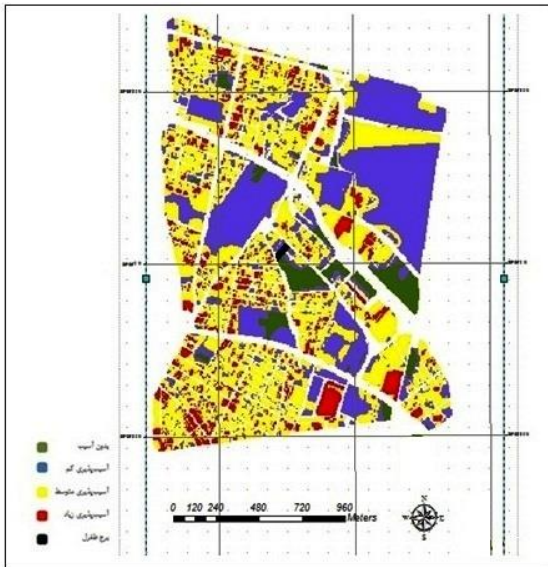 بدون آسیب
آسیب‌پذیری کم
آسیب‌پذیری متوسط
آسیب‌پذیری زیاد
برج طغرل
0 120 240 480 720 960
Meters
N
W E
S